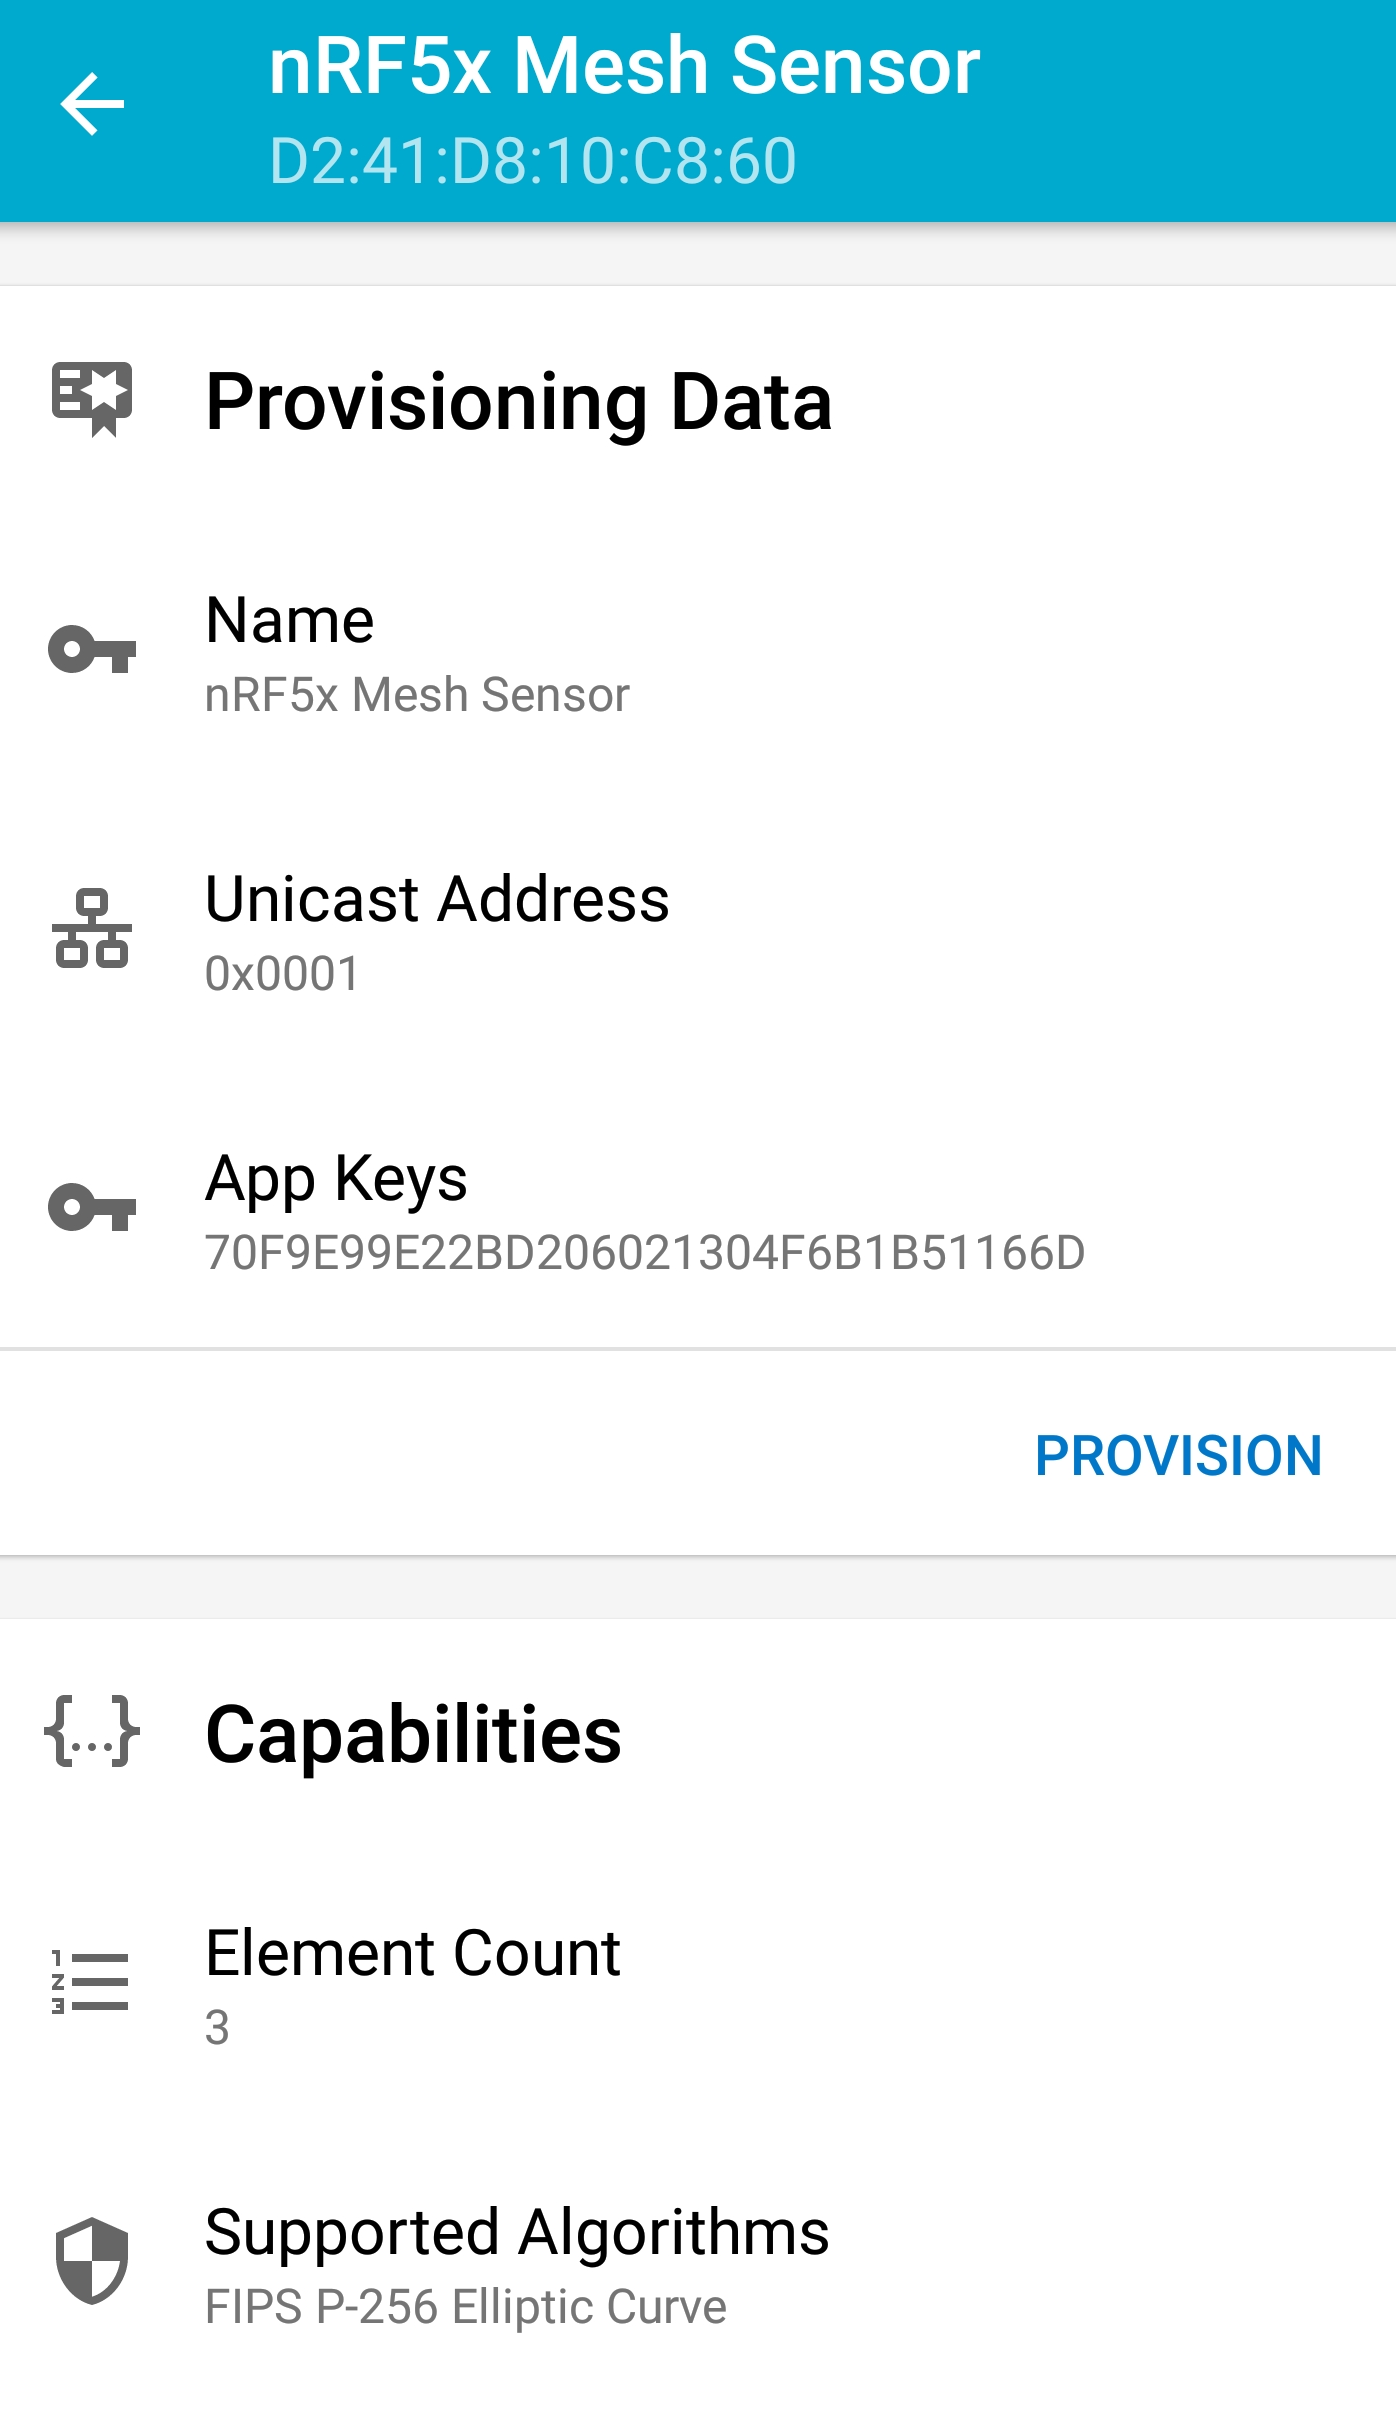 nRF5x Mesh Sensor
D2:41:D8:10:C8:60
Provisioning Data
Name
nRF5x Mesh Sensor
Unicast Address
0x0001
App Keys
70F9E99E22BD206021304F6B1B51166D
PROVISION
Capabilities
Element Count
3
Supported Algorithms
FIPS P-256 Elliptic Curve